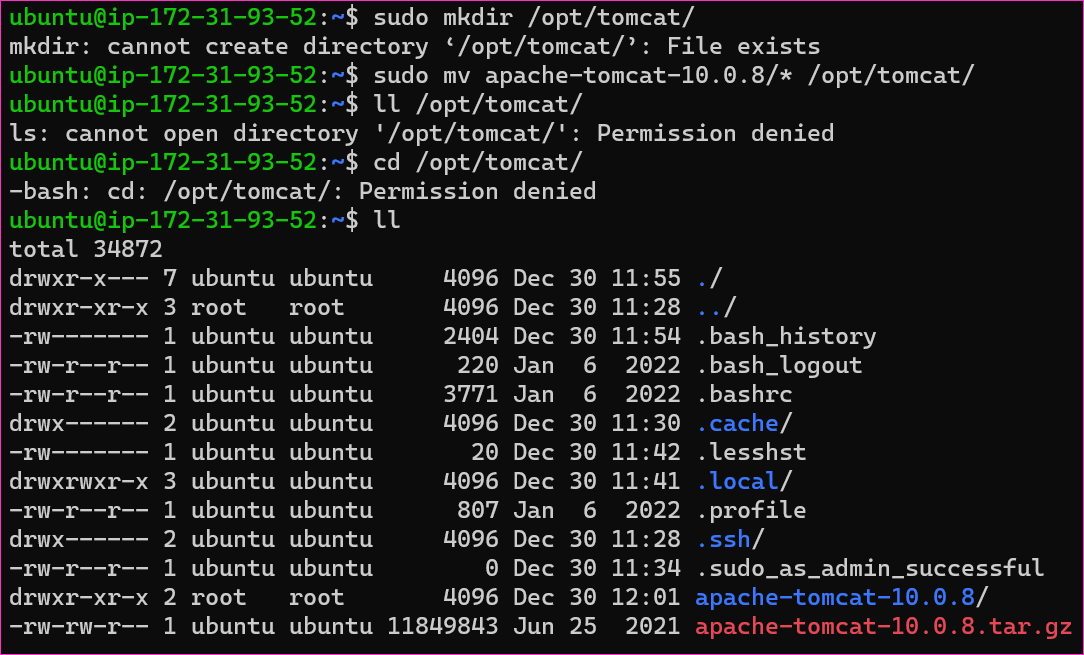 ubuntu@ip-172-31-93-52:~$ sudo mkdir /opt/tomcat/
mkdir: cannot create directory ‘/opt/tomcat/’: File exists
ubuntu@ip-172-31-93-52:~$ sudo mv apache-tomcat-10.0.8/* /opt/tomcat/
ubuntu@ip-172-31-93-52:~$ ll /opt/tomcat/
ls: cannot open directory '/opt/tomcat/': Permission denied
ubuntu@ip-172-31-93-52:~$ cd /opt/tomcat/
-bash: cd: /opt/tomcat/: Permission denied
ubuntu@ip-172-31-93-52:~$ ll
total 34872
drwxr-x--- 7 ubuntu ubuntu     4096 Dec 30 11:55 ./
drwxr-xr-x 3 root   root       4096 Dec 30 11:28 ../
-rw------- 1 ubuntu ubuntu     2404 Dec 30 11:54 .bash_history
-rw-r--r-- 1 ubuntu ubuntu      220 Jan  6  2022 .bash_logout
-rw-r--r-- 1 ubuntu ubuntu     3771 Jan  6  2022 .bashrc
drwx------ 2 ubuntu ubuntu     4096 Dec 30 11:30 .cache/
-rw------- 1 ubuntu ubuntu       20 Dec 30 11:42 .lesshst
drwxrwxr-x 3 ubuntu ubuntu     4096 Dec 30 11:41 .local/
-rw-r--r-- 1 ubuntu ubuntu      807 Jan  6  2022 .profile
drwx------ 2 ubuntu ubuntu     4096 Dec 30 11:28 .ssh/
-rw-r--r-- 1 ubuntu ubuntu        0 Dec 30 11:34 .sudo_as_admin_successful
drwxr-xr-x 2 root   root       4096 Dec 30 12:01 apache-tomcat-10.0.8/
-rw-rw-r-- 1 ubuntu ubuntu 11849843 Jun 25  2021 apache-tomcat-10.0.8.tar.gz